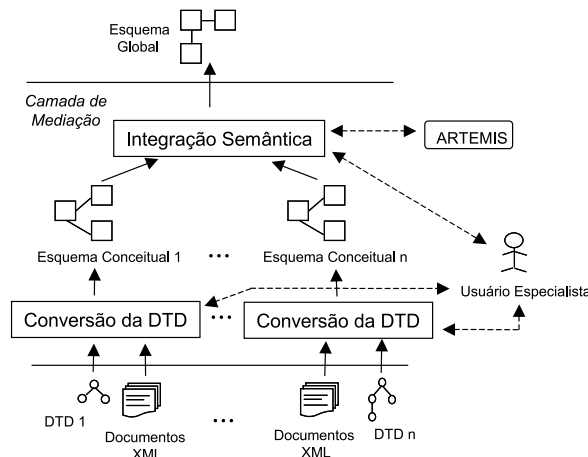 Esquema
Global
Camada de
Mediação
Integração Semântica
ARTEMIS
Esquema Conceitual 1
...
Esquema Conceitual n
Usuário Especialista
Conversão da DTD
...
Conversão da DTD
DTD 1
Documentos
XML
...
Documentos
XML
DTD n